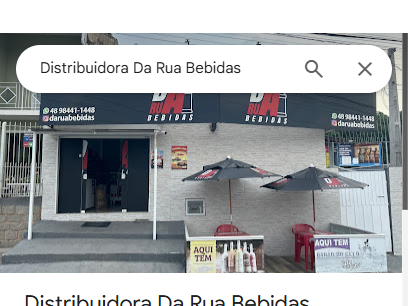 Distribuidora Da Rua Bebidas
DA
RUA
BEBIDAS
DA
RUA
BEBIDAS
48 98441-1448
daruabebidas
48 98441-1448
daruabebidas
AQUI
TEM
AQUI TEM
Distribuidora Da Rua Bebidas